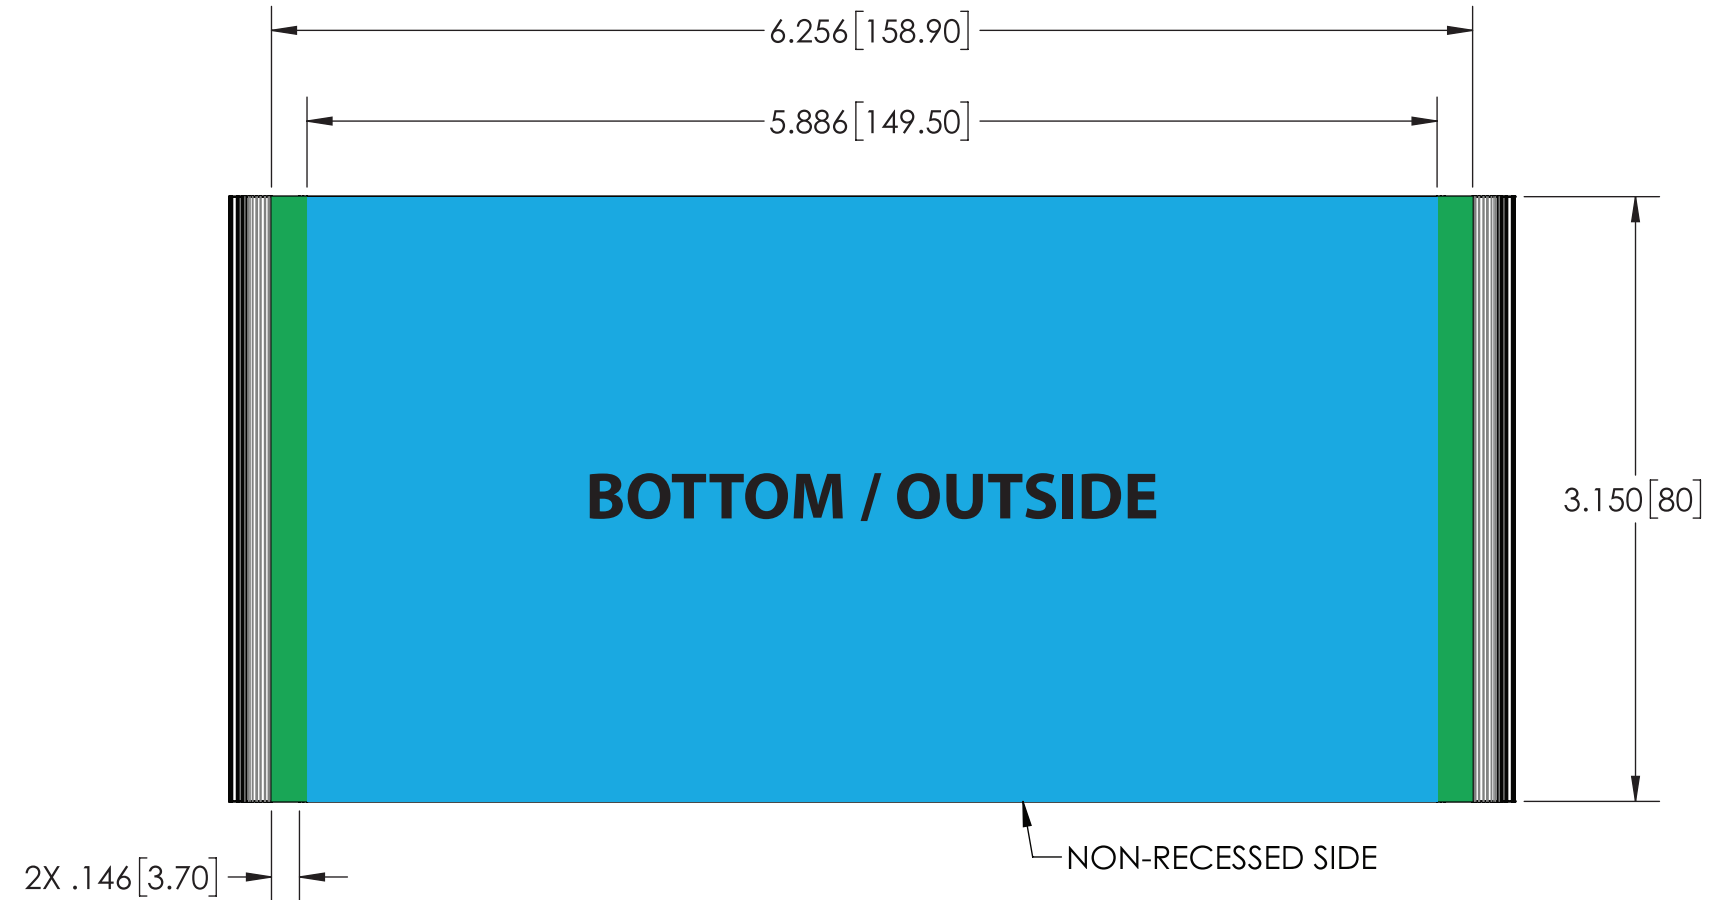 6.256[158.90]
5.886[149.50]
BOTTOM / OUTSIDE
3.150[80]
NON-RECESSED SIDE
2X .146[3.70]